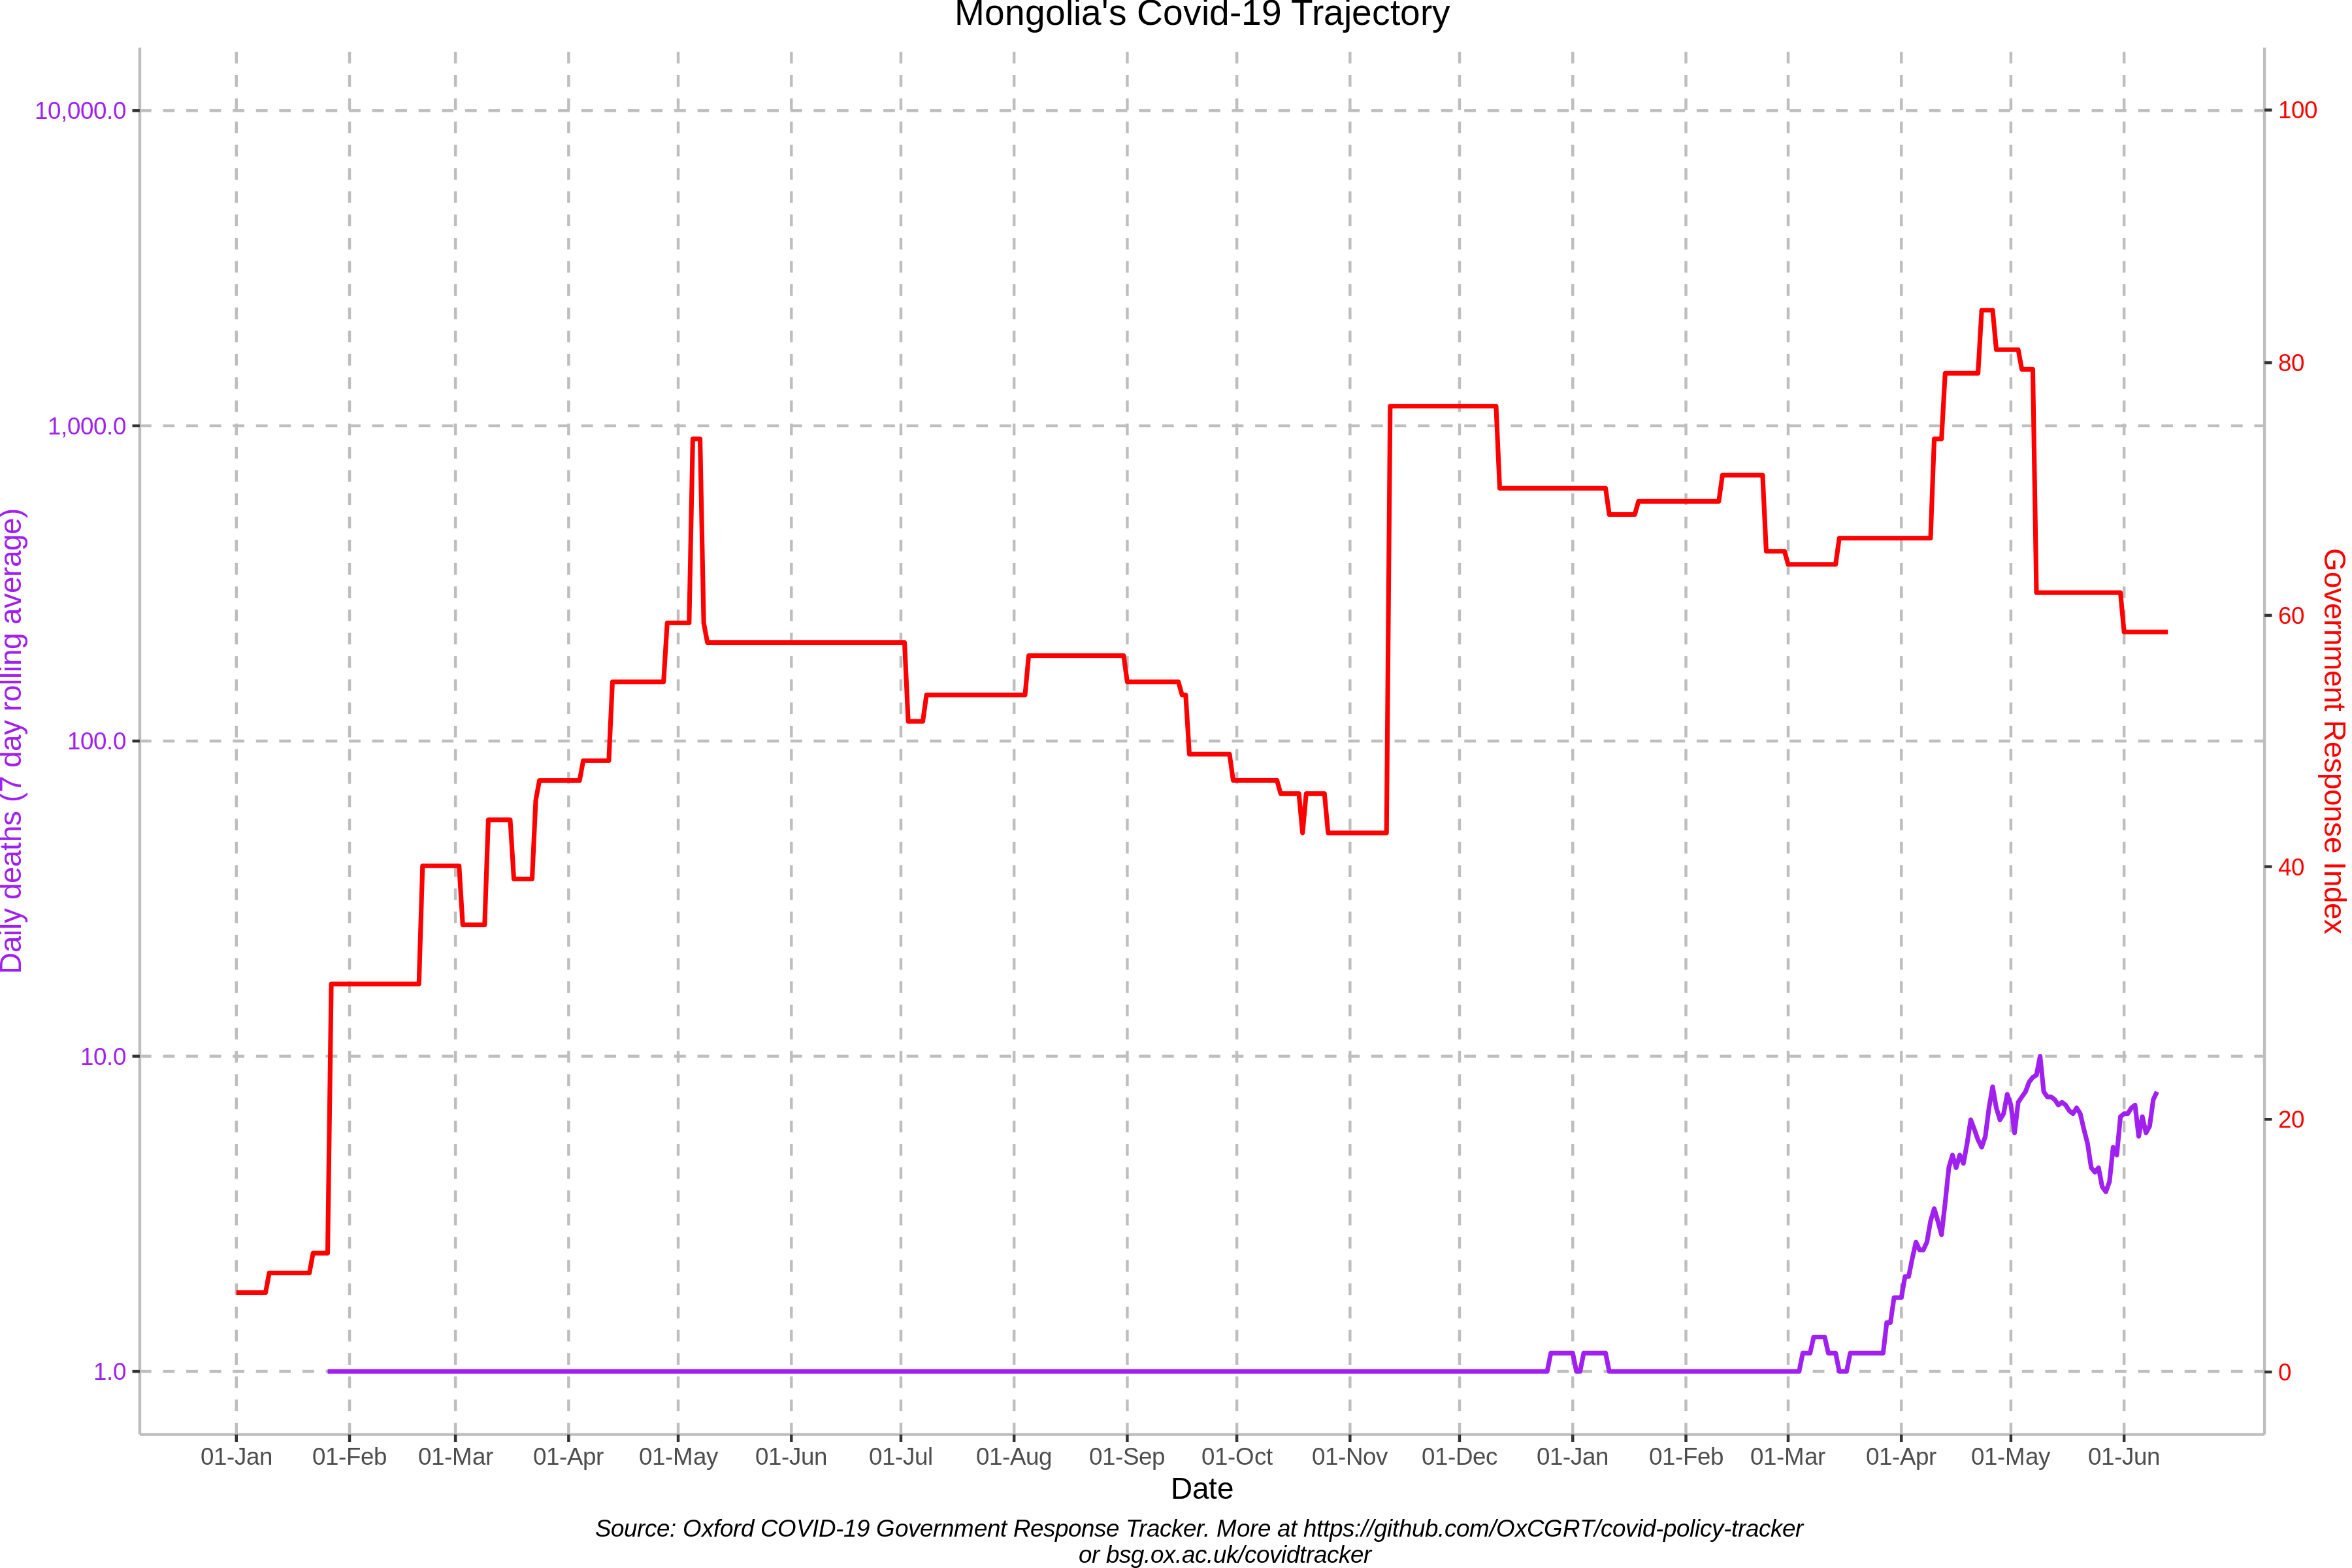 Mongolia's Covid-19 Trajectory
10,000.0
1,000.0
100.0
10.0
1.0
Daily deaths (7 day rolling average)
100
80
60
40
20
0
Government Response Index
01-Jan 01-Feb 01-Mar 01-Apr 01-May 01-Jun 01-Jul 01-Aug 01-Sep 01-Oct 01-Nov 01-Dec 01-Jan 01-Feb 01-Mar 01-Apr 01-May 01-Jun
Date
Source: Oxford COVID-19 Government Response Tracker. More at https://github.com/OxCGRT/covid-policy-tracker
or bsg.ox.ac.uk/covidtracker